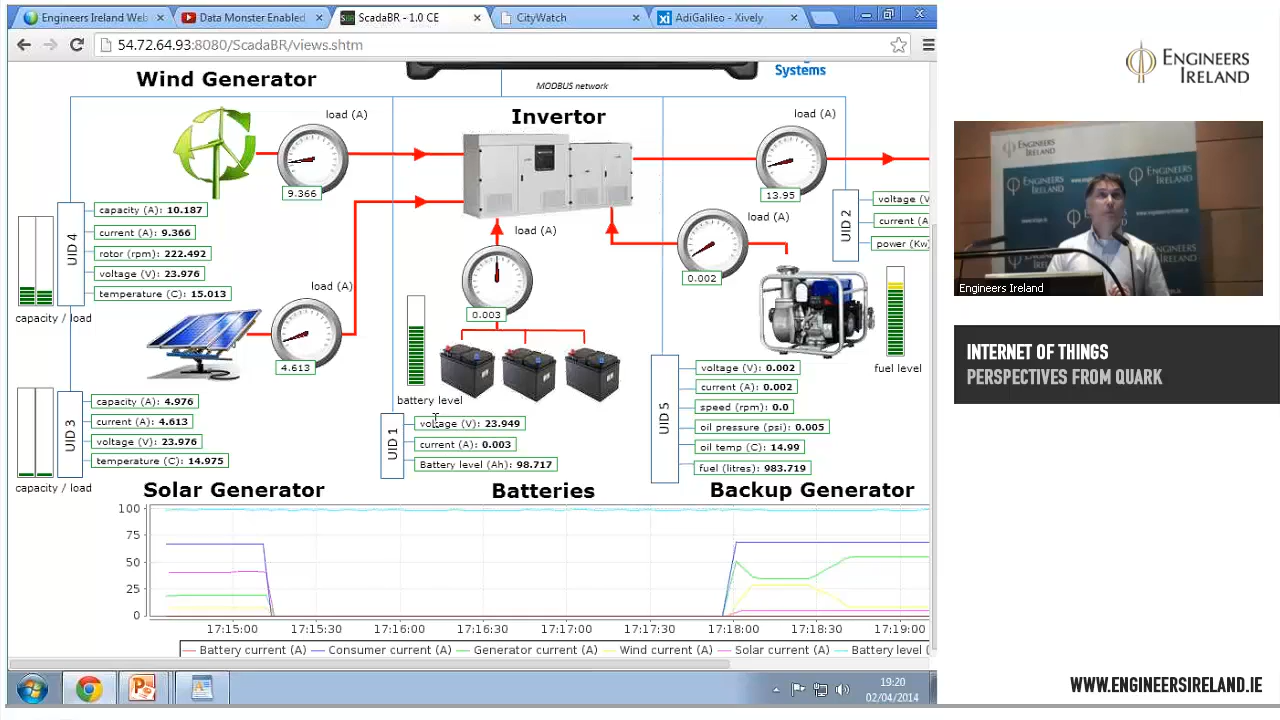 Engineers Ireland Web
Data Monster Enabled
ScadaBR - 1.0 CE
CityWatch
AdiGalileo - Xively
54.72.64.93:8080/ScadaBR/views.shtm
Wind Generator
Systems
MODBUS network
load (A)
Invertor
load (A)
9.366
13.95
UID 4
capacity (A): 10.187
current (A): 9.366
rotor (rpm): 222.492
voltage (V): 23.976
temperature (C): 15.013
capacity / load
load (A)
load (A)
UID 2
voltage (V
current (A
power (Kw
0.002
load (A)
0.003
4.613
battery level
fuel level
UID 3
capacity (A): 4.976
current (A): 4.613
voltage (V): 23.976
temperature (C): 14.975
capacity / load
UID 1
voltage (V): 23.949
current (A): 0.003
Battery level (Ah): 98.717
UID 5
voltage (V): 0.002
current (A): 0.002
speed (rpm): 0.0
oil pressure (psi): 0.005
oil temp (C): 14.99
fuel (litres): 983.719
Solar Generator
Batteries
Backup Generator
100
75
50
25
0
17:15:00 17:15:30 17:16:00 17:16:30 17:17:00 17:17:30 17:18:00 17:18:30 17:19:00
Battery current (A) Consumer current (A) Generator current (A) Wind current (A) Solar current (A) Battery level (
19:20
02/04/2014
ENGINEERS
IRELAND
ENGINEERS
IRELAND
ENGINEERS
IRELAND
ENGINEERS
IRELAND
Engineers Ireland
INTERNET OF THINGS
PERSPECTIVES FROM QUARK
WWW.ENGINEERSIRELAND.IE